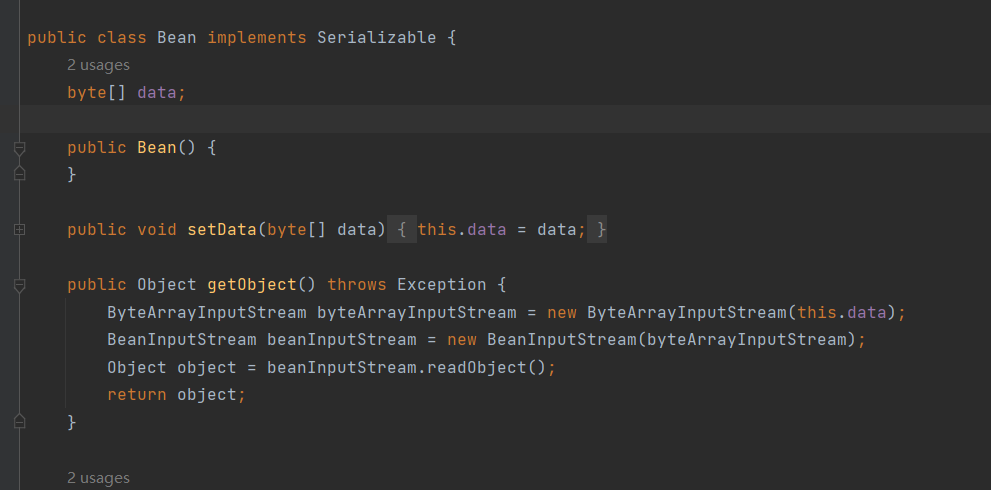 public class Bean implements Serializable {
2 usages
byte[] data;
public Bean() {
}
public void setData(byte[] data) { this.data = data; }
public Object getObject() throws Exception {
ByteArrayInputStream byteArrayInputStream = new ByteArrayInputStream(this.data);
BeanInputStream beanInputStream = new BeanInputStream(byteArrayInputStream);
Object object = beanInputStream.readObject();
return object;
}
2 usages